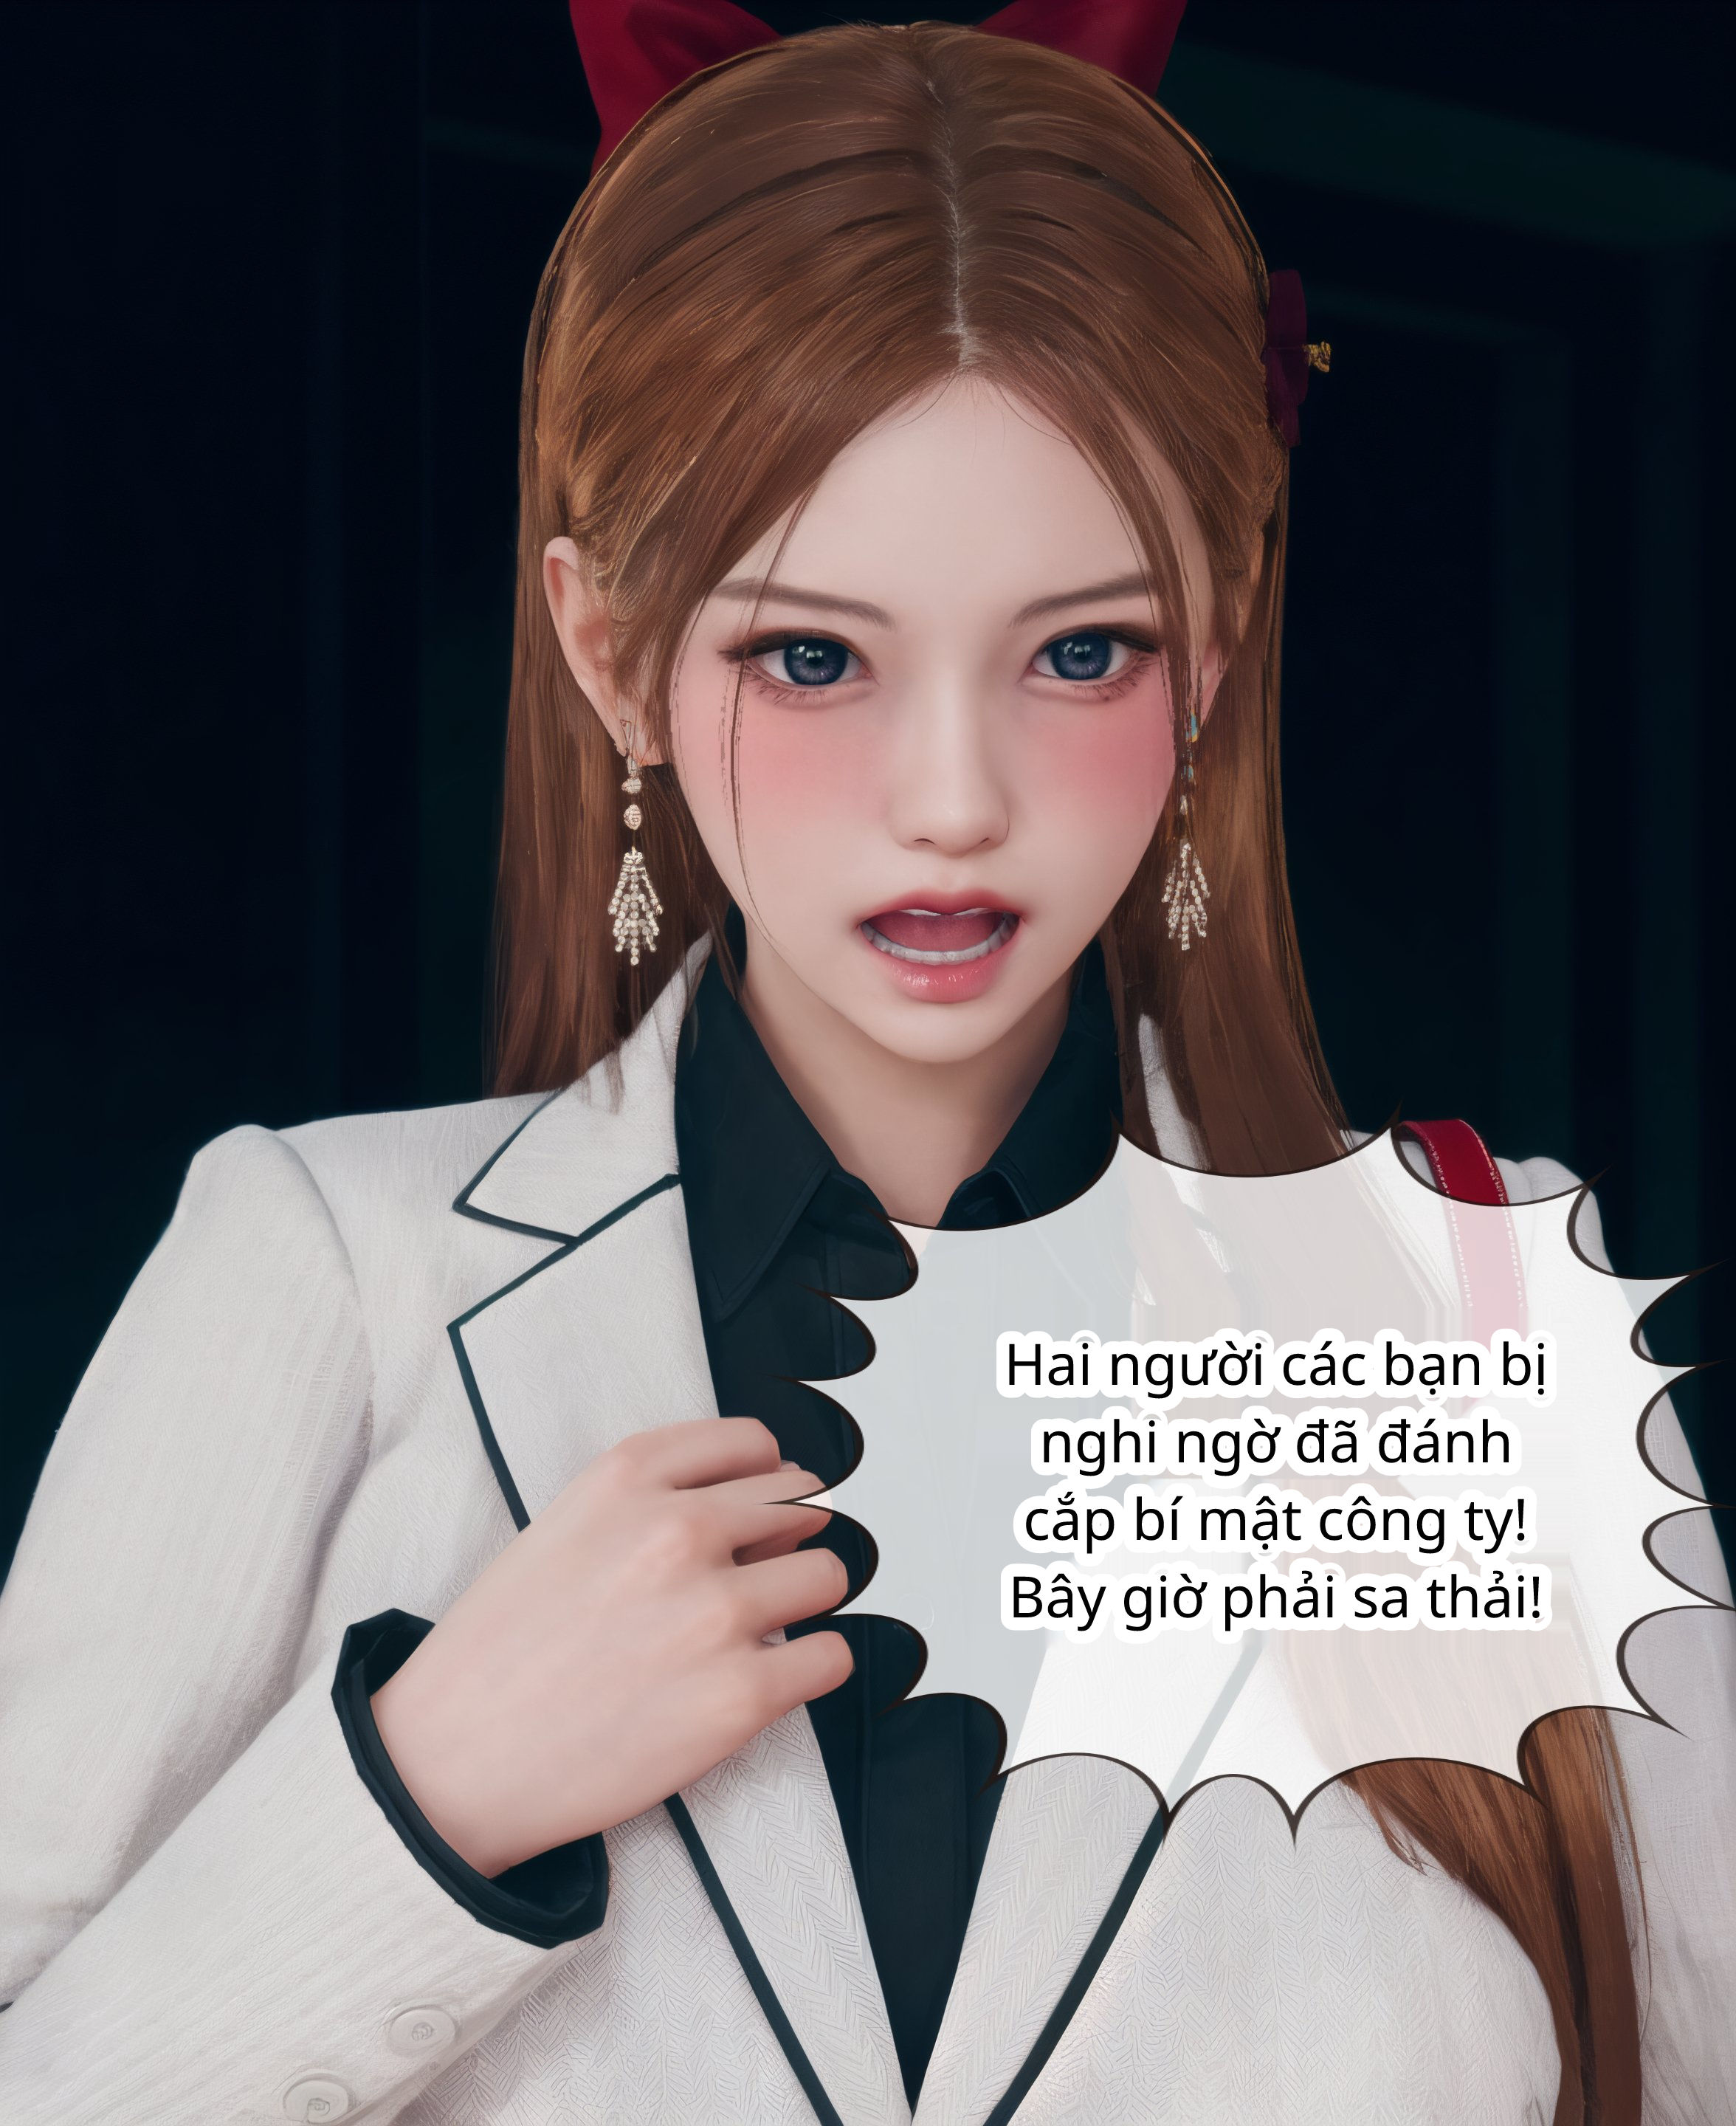 Hai người các bạn bị
nghi ngờ đã đánh
cắp bí mật công ty!
Bây giờ phải sa thải!